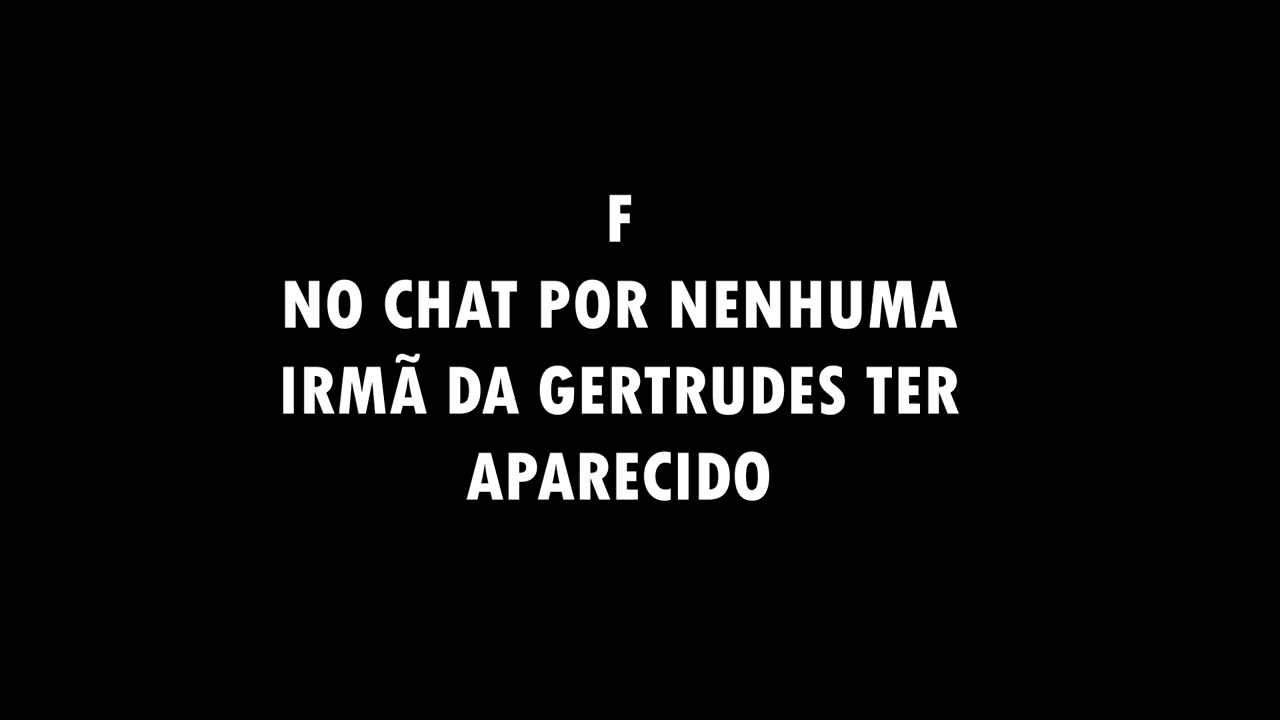 F
NO CHAT POR NENHUMA
IRMÃ DA GERTRUDES TER
APARECIDO